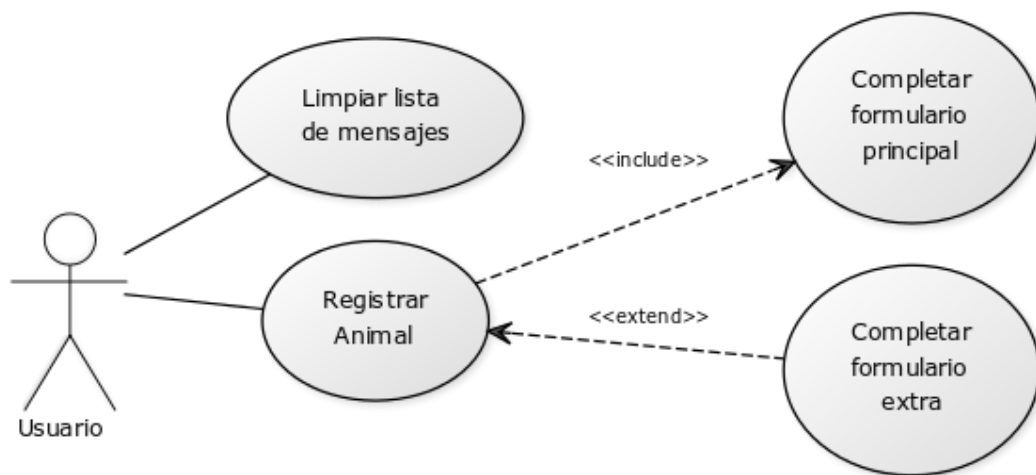 Limpiar lista
de mensajes
Completar
formulario
principal
<<include>>
Registrar
Animal
<<extend>>
Completar
formulario
extra
Usuario